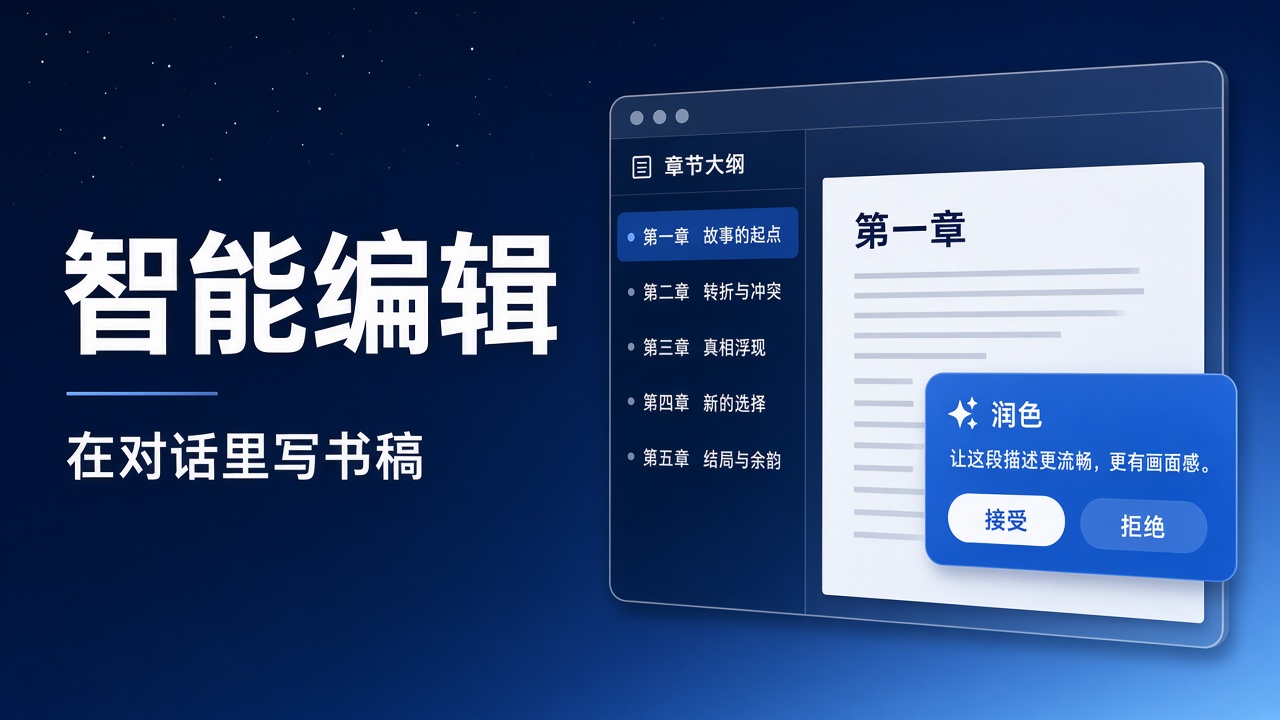 智能编辑
在对话里写书稿
章节大纲
第一章 故事的起点
第二章 转折与冲突
第三章 真相浮现
第四章 新的选择
第五章 结局与余韵
第一章
润色
让这段描述更流畅，更有画面感。
接受
拒绝